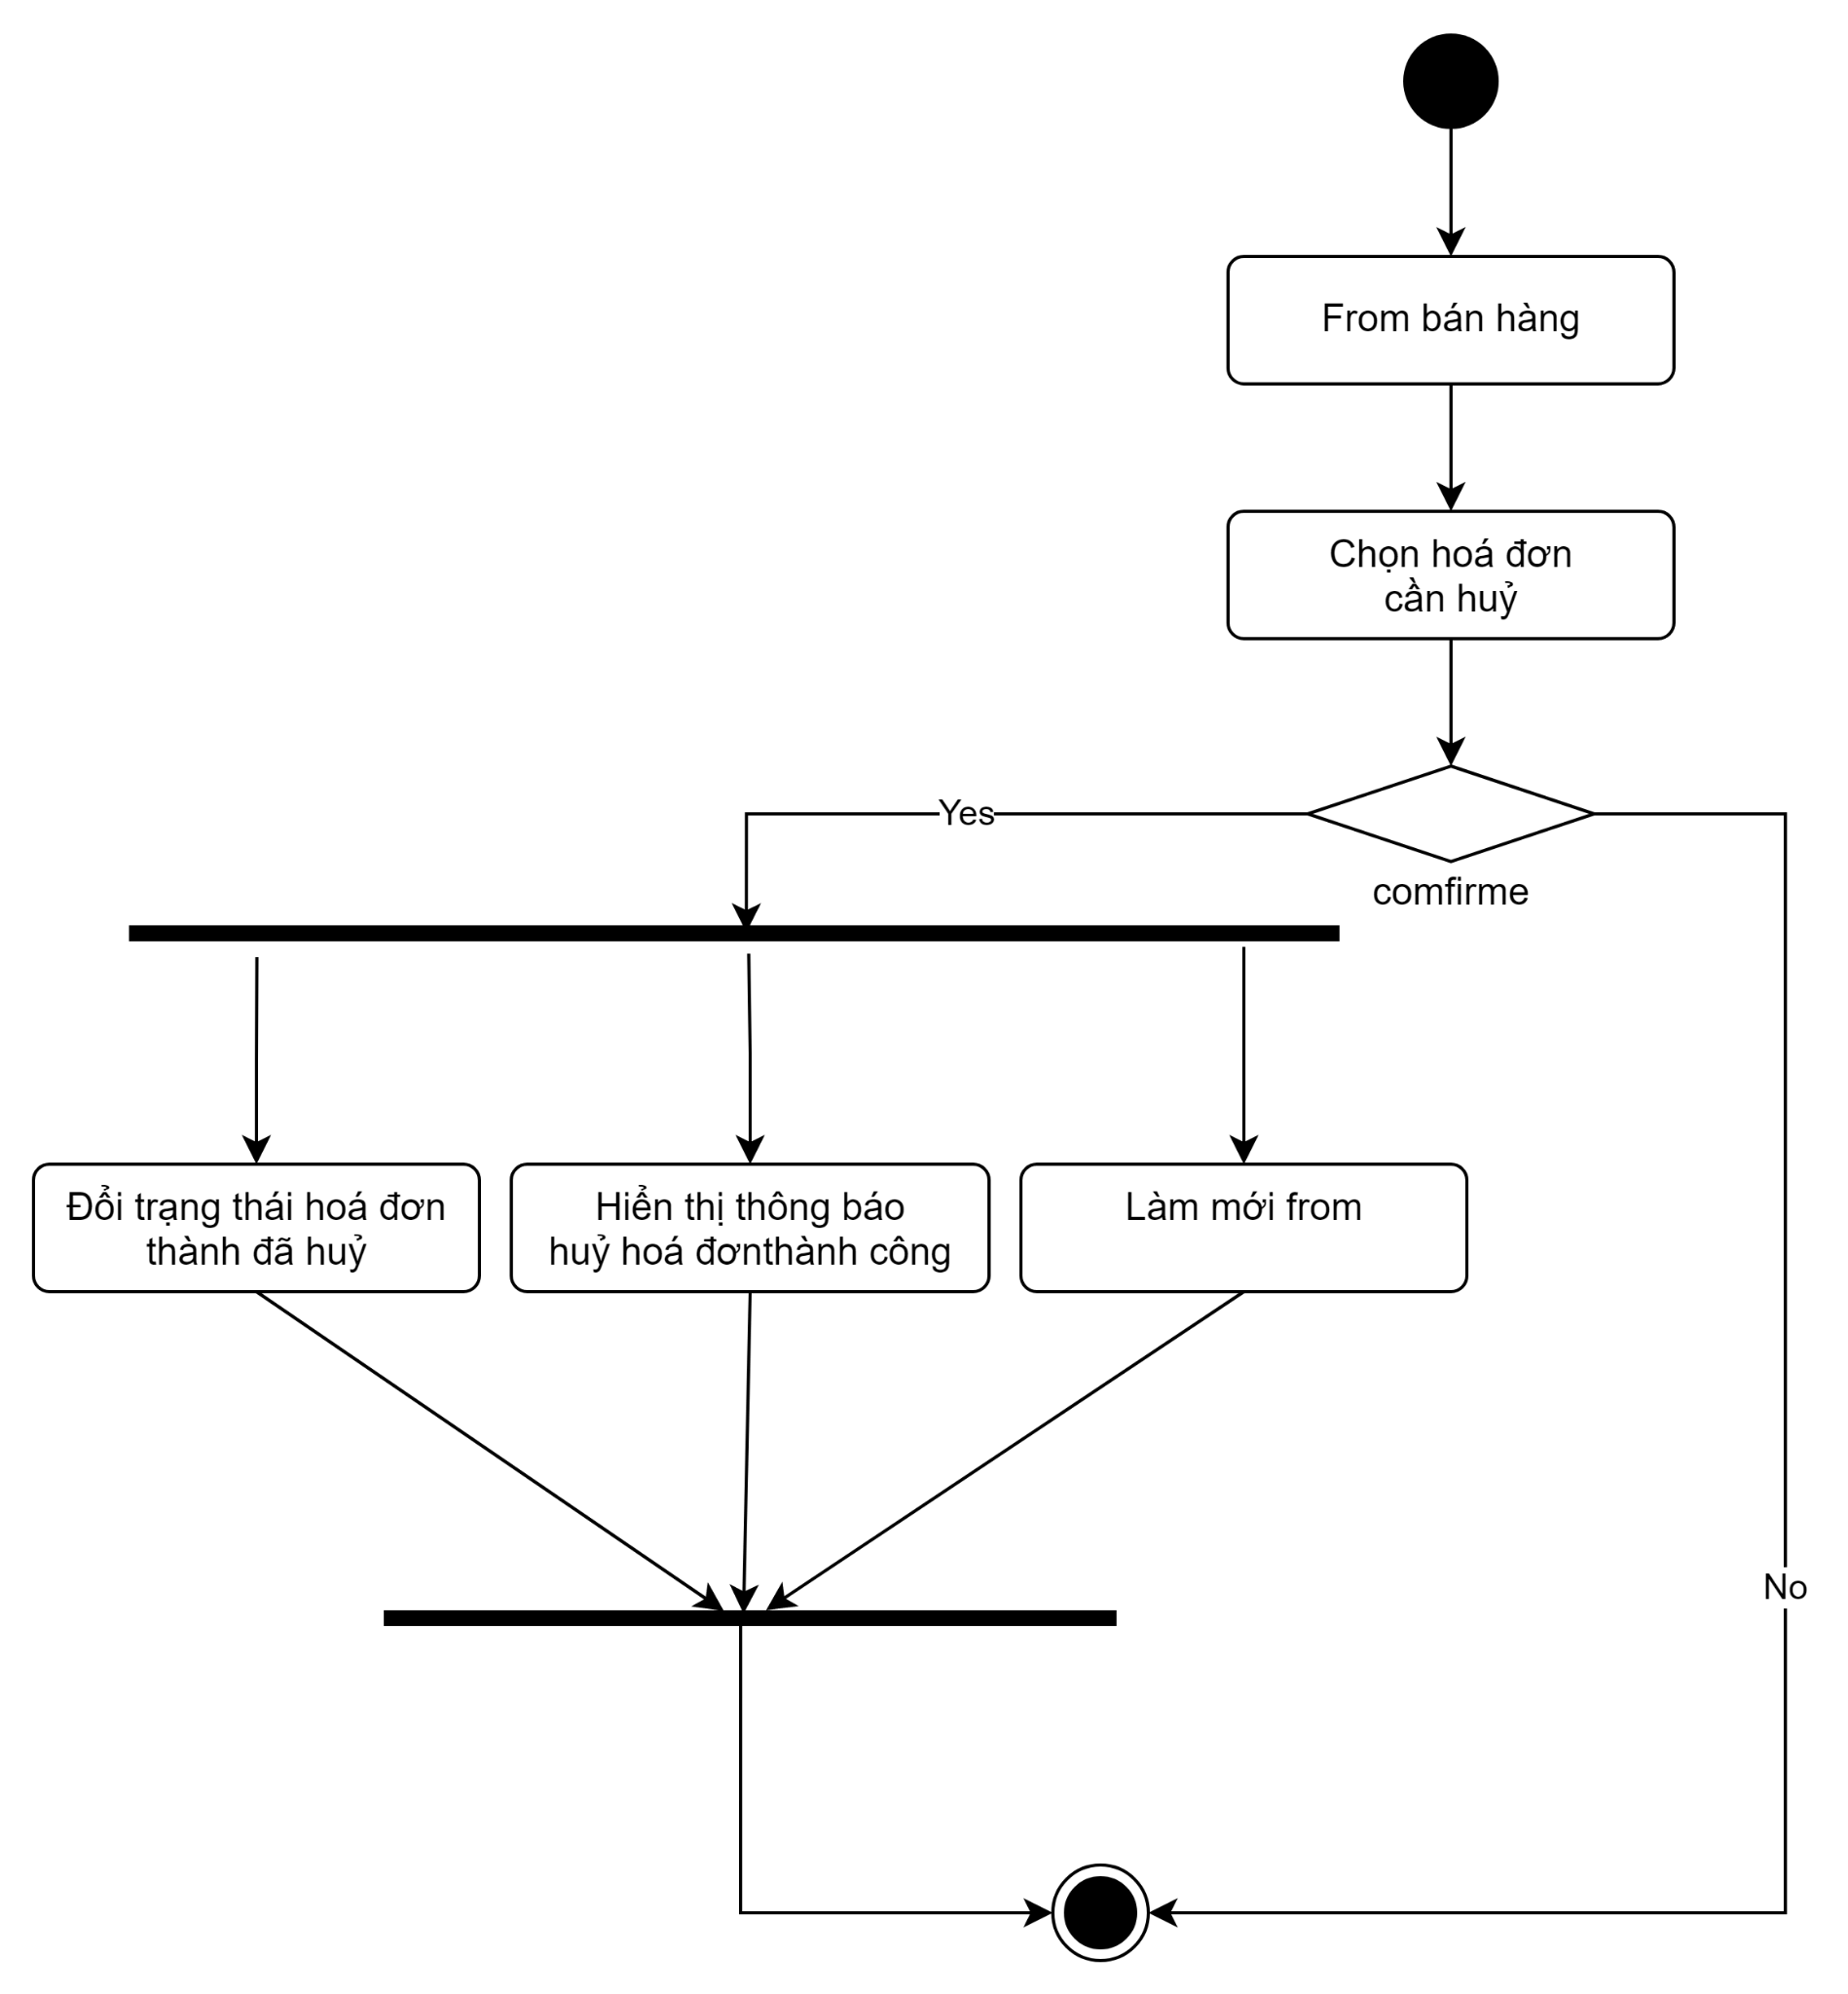 From bán hàng
Chọn hoá đơn
cần huỷ
Yes
comfirme
Đổi trạng thái hoá đơn
thành đã huỷ
Hiển thị thông báo
huỷ hoá đơnthành công
Làm mới from
No